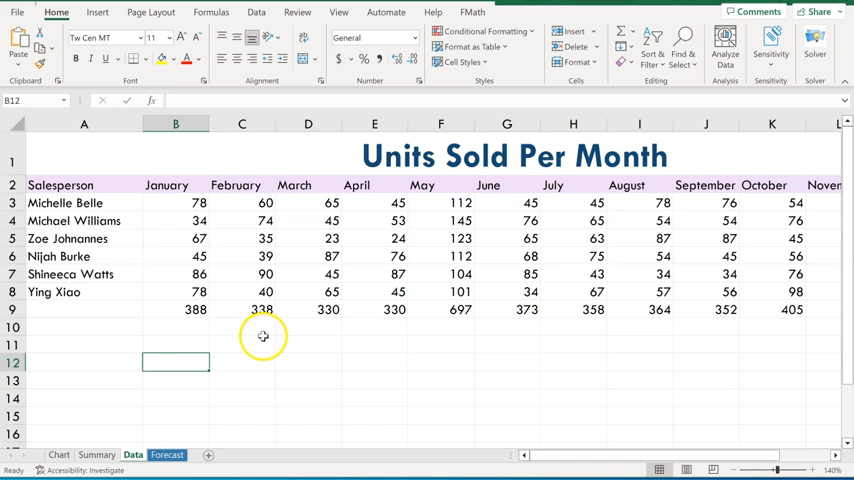 File Home Insert Page Layout Formulas Data Review View Automate Help FMath Comments Share
Paste Tw Cen MT 11 A A General Conditional Formatting Insert Sort & Filter Find & Select Analyze Data Sensitivity Solver
Format as Table Delete
B I U A $ % Cell Styles Format
Clipboard Font Alignment Number Styles Cells Editing Analysis Sensitivity Solver
B12 fx
A B C D E F G H I J K L
1 Units Sold Per Month
2 Salesperson January February March April May June July August September October Novem
3 Michelle Belle 78 60 65 45 112 45 45 78 76 54
4 Michael Williams 34 74 45 53 145 76 65 54 54 76
5 Zoe Johnannes 67 35 23 24 123 65 63 87 87 45
6 Nijah Burke 45 39 87 76 112 68 75 54 45 56
7 Shineeca Watts 86 90 45 87 104 85 43 34 34 76
8 Ying Xiao 78 40 65 45 101 34 67 57 56 98
9 388 338 330 330 697 373 358 364 352 405
10
11
12
13
14
15
16
Chart Summary Data Forecast
Ready Accessibility: Investigate 140%